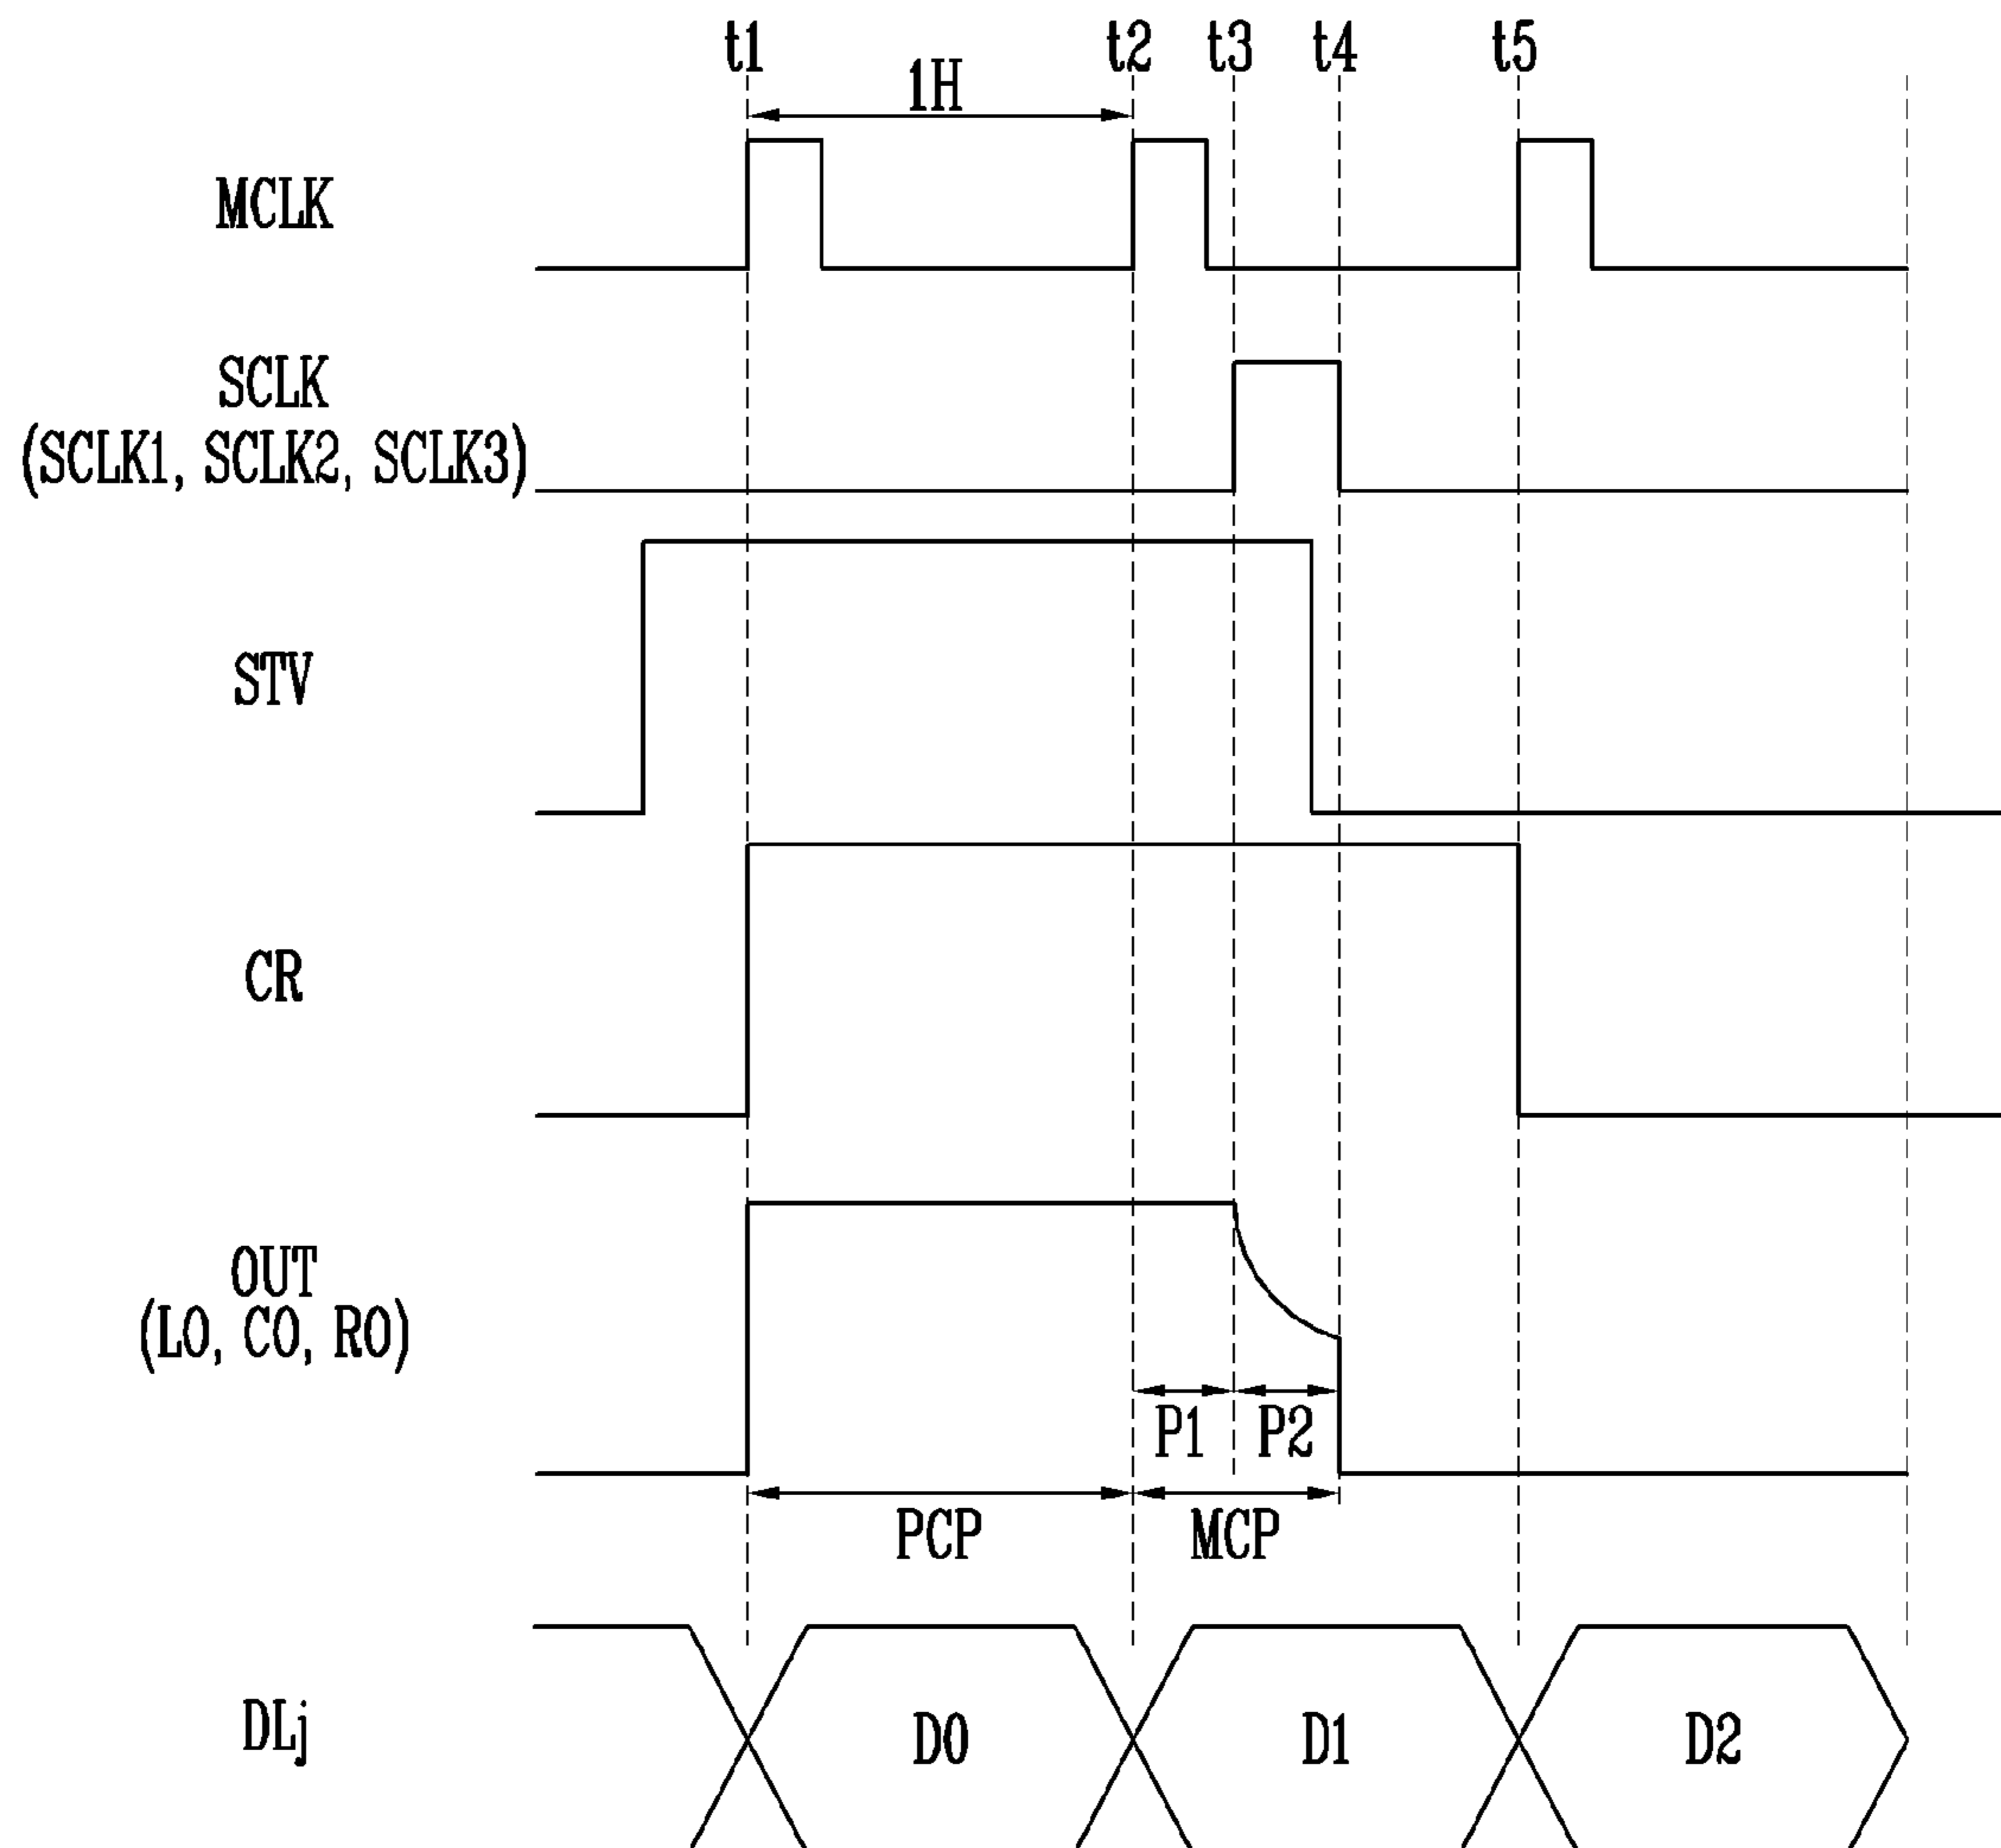 t1 t2 t3 t4 t5
1H
MCLK
SCLK
(SCLK1, SCLK2, SCLK3)
STV
CR
OUT
(LO, CO, RO)
P1 P2
PCP MCP
DLj D0 D1 D2